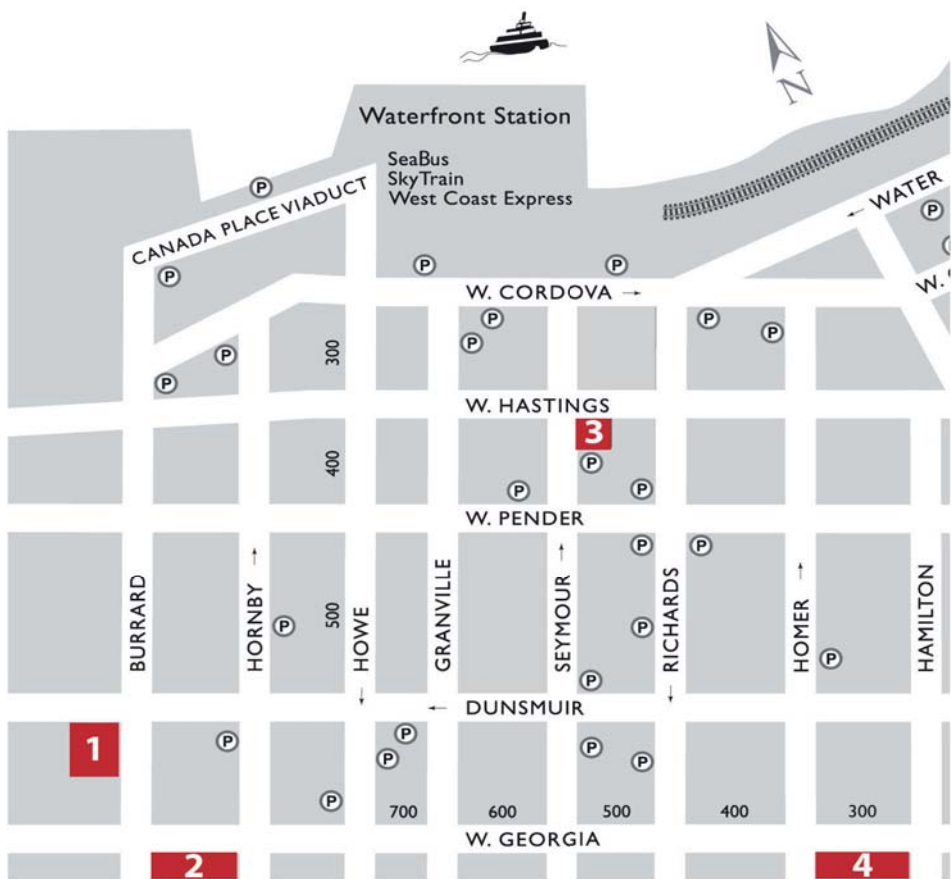 N
Waterfront Station
SeaBus
SkyTrain
West Coast Express
P
CANADA PLACE VIADUCT
WATER
P
P
P
P
W. CORDOVA
W.
P
P
P
P
300
P
P
W. HASTINGS
3
400
P
P
P
W. PENDER
P
P
BURRARD
HORNBY
500
HOWE
GRANVILLE
SEYMOUR
RICHARDS
HOMER
HAMILTON
P
P
P
P
DUNSMUIR
1
P
P
P
P
P
P
700
600
500
400
300
W. GEORGIA
2
4